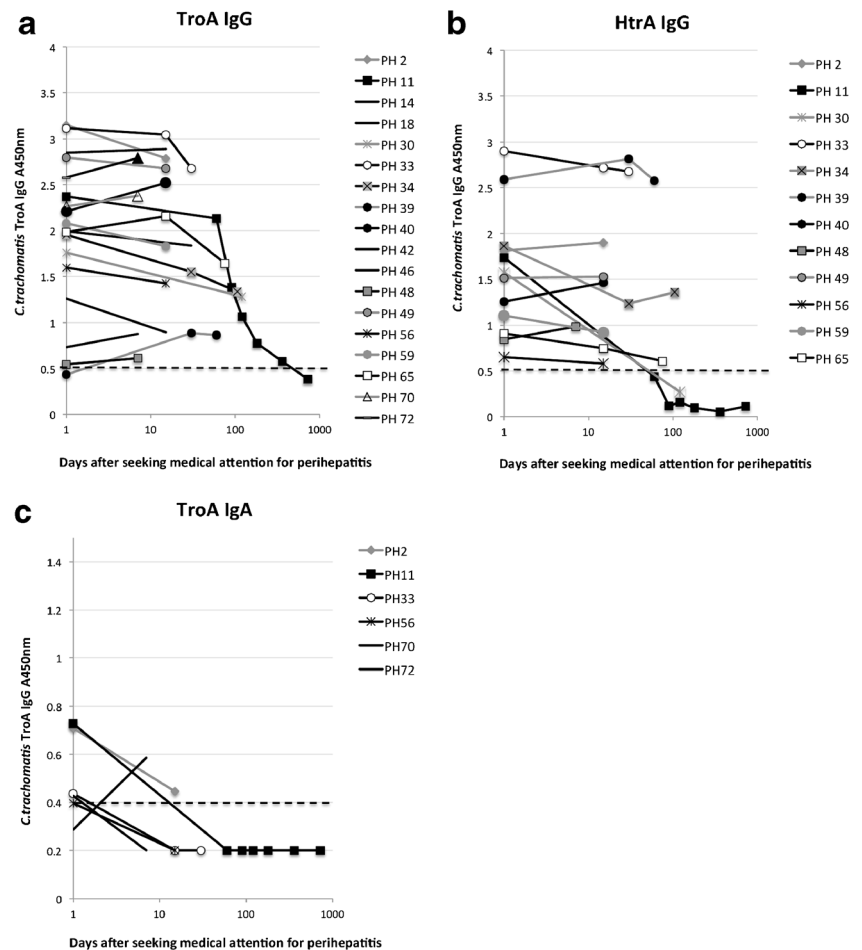 a
TroA IgG
C.trachomatis TroA IgG A450nm
4
3.5
3
2.5
2
1.5
1
0.5
0
1
10
100
1000
Days after seeking medical attention for perihepatitis
PH 2
PH 11
PH 14
PH 18
PH 30
PH 33
PH 34
PH 39
PH 40
PH 42
PH 46
PH 48
PH 49
PH 56
PH 59
PH 65
PH 70
PH 72
b
HtrA IgG
C.trachomatis TroA IgG A450nm
4
3.5
3
2.5
2
1.5
1
0.5
0
1
10
100
1000
Days after seeking medical attention for perihepatitis
PH 2
PH 11
PH 30
PH 33
PH 34
PH 39
PH 40
PH 48
PH 49
PH 56
PH 59
PH 65
c
TroA IgA
C.trachomatis TroA IgG A450nm
1.4
1.2
1
0.8
0.6
0.4
0.2
0
1
10
100
1000
Days after seeking medical attention for perihepatitis
PH2
PH11
PH33
PH56
PH70
PH72